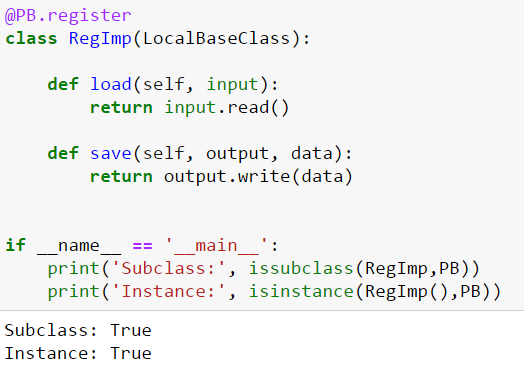 @PB.register
class RegImp(LocalBaseClass):
    def load(self, input):
        return input.read()
    def save(self, output, data):
        return output.write(data)
if __name__ == '__main__':
    print('Subclass:', issubclass(RegImp,PB))
    print('Instance:', isinstance(RegImp(),PB))
Subclass: True
Instance: True